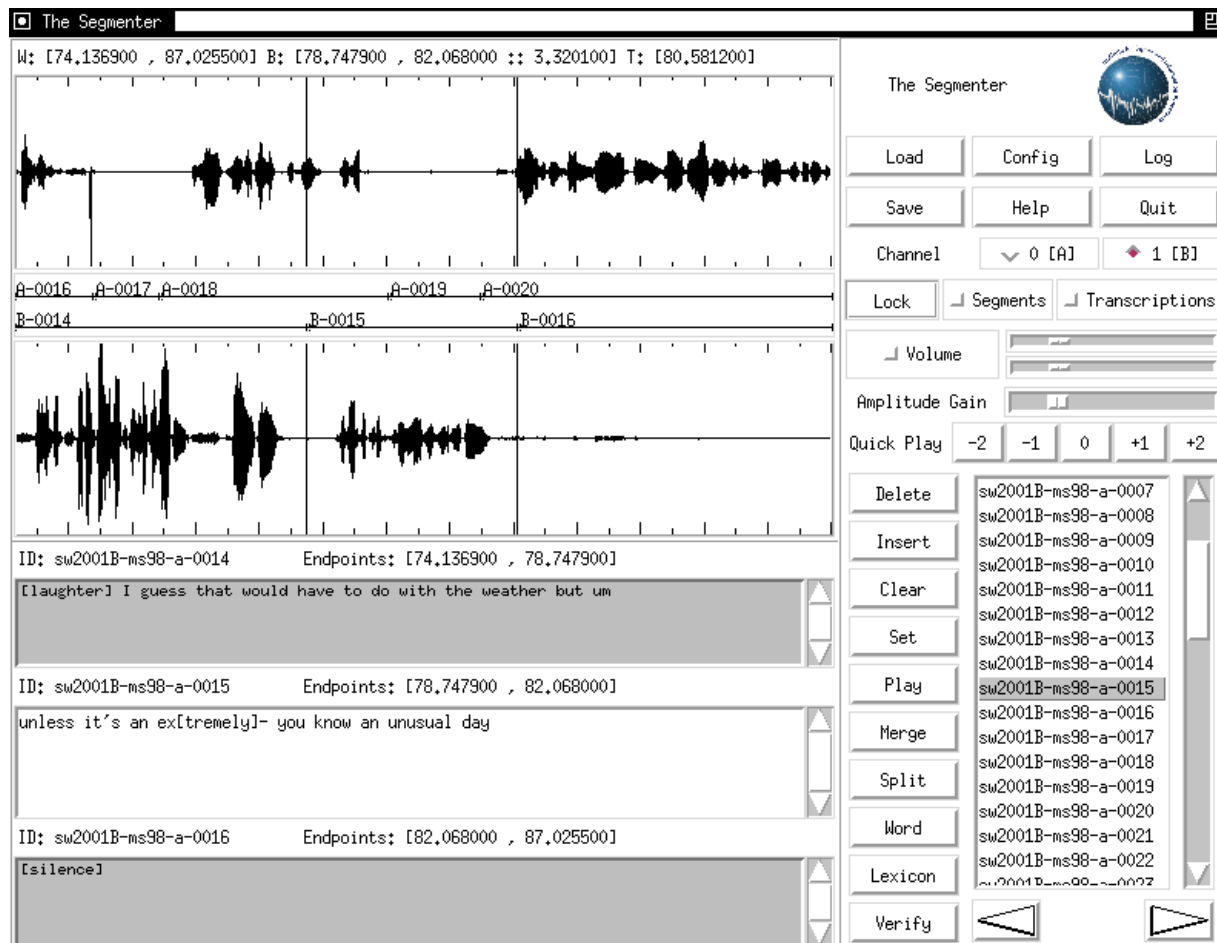 The Segmenter
W: [74.136900 , 87.025500] B: [78.747900 , 82.068000 :: 3.320100] T: [80.581200]
A-0016 A-0017 A-0018 A-0019 A-0020
B-0014 B-0015 B-0016
ID: sw2001B-ms98-a-0014 Endpoints: [74.136900 , 78.747900]
[laughter] I guess that would have to do with the weather but um
ID: sw2001B-ms98-a-0015 Endpoints: [78.747900 , 82.068000]
unless it's an ex[tremely]- you know an unusual day
ID: sw2001B-ms98-a-0016 Endpoints: [82.068000 , 87.025500]
[silence]
The Segmenter
Load Config Log
Save Help Quit
Channel 0 [A] 1 [B]
Lock Segments Transcriptions
Volume
Amplitude Gain
Quick Play -2 -1 0 +1 +2
Delete
Insert
Clear
Set
Play
Merge
Split
Word
Lexicon
Verify
sw2001B-ms98-a-0007
sw2001B-ms98-a-0008
sw2001B-ms98-a-0009
sw2001B-ms98-a-0010
sw2001B-ms98-a-0011
sw2001B-ms98-a-0012
sw2001B-ms98-a-0013
sw2001B-ms98-a-0014
sw2001B-ms98-a-0015
sw2001B-ms98-a-0016
sw2001B-ms98-a-0017
sw2001B-ms98-a-0018
sw2001B-ms98-a-0019
sw2001B-ms98-a-0020
sw2001B-ms98-a-0021
sw2001B-ms98-a-0022
sw2001B-ms98-a-0023